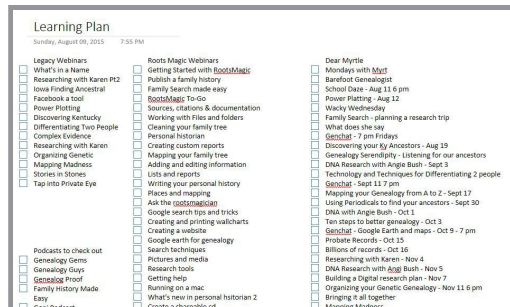 Learning Plan
Sunday, August 09, 2015 7:55 PM
Legacy Webinars
What's in a Name
Researching with Karen Pt2
Iowa Finding Ancestral
Facebook a tool
Power Plotting
Discovering Kentucky
Differentiating Two People
Complex Evidence
Researching with Karen
Organizing Genetic
Mapping Madness
Stories in Stones
Tap into Private Eye
Podcasts to check out
Genealogy Gems
Genealogy Guys
Genealog Proof
Family History Made
Easy
Roots Magic Webinars
Getting Started with RootsMagic
Publish a family history
Family Search made easy
RootsMagic To-Go
Sources, citations & documentation
Working with Files and folders
Cleaning your family tree
Personal historian
Creating custom reports
Mapping your family tree
Adding and editing information
Lists and reports
Writing your personal history
Places and mapping
Ask the rootsmagician
Google search tips and tricks
Creating and printing wallcharts
Creating a website
Google earth for genealogy
Search techniques
Pictures and media
Research tools
Getting help
Running on a mac
What's new in personal hsitorian 2
Create a chareable cd
Dear Myrtle
Mondays with Myrt
Barefoot Genealogist
School Daze - Aug 11 6 pm
Power Platting - Aug 12
Wacky Wednesday
Family Search - planning a research trip
What does she say
Genchat - 7 pm Fridays
Discovering your Ky Ancestors - Aug 19
Genealogy Serendipity - Listening for our ancestors
DNA Research with Angie Bush - Sept 3
Technology and Techniques for Differentiating 2 people
Genchat - Sept 11 7 pm
Mapping your Genealogy from A to Z - Sept 17
Using Periodicals to find your ancestors - Sept 30
DNA with Angie Bush - Oct 1
Ten steps to better genealogy - Oct 3
Genchat - Google Earth and maps - Oct 9 - 7 pm
Probate Records - Oct 15
Billions of records - Oct 16
Researching with Karen - Nov 4
DNA Research with Angi Bush - Nov 5
Building a Digital research plan - Nov 7
Organizing your Genetic Genealogy - Nov 11 6 pm
Bringing it all together
Mapping Madness